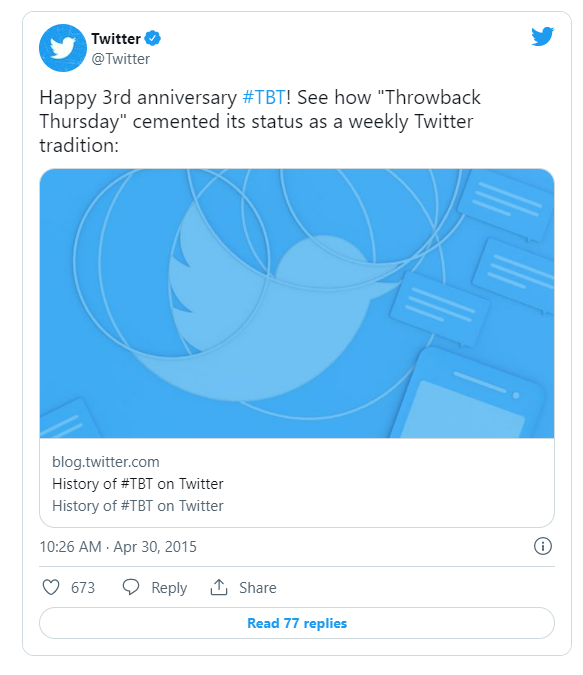 Twitter
@Twitter
Happy 3rd anniversary #TBT! See how "Throwback
Thursday" cemented its status as a weekly Twitter
tradition:
blog.twitter.com
History of #TBT on Twitter
History of #TBT on Twitter
10:26 AM · Apr 30, 2015
673 Reply Share
Read 77 replies